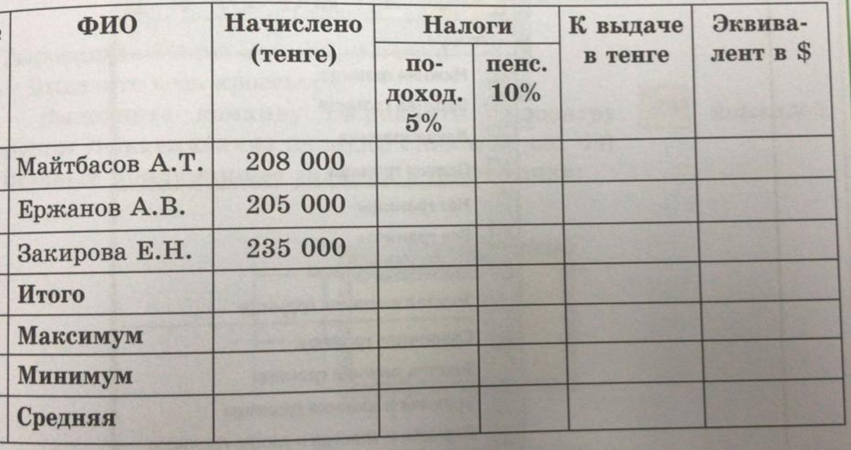 ФИО Начислено Налоги К выдаче Эквива-
(тенге) в тенге лент в $
по- пенс.
доход. 10%
5%
Майтбасов А.Т. 208 000
Ержанов А.В. 205 000
Закирова Е.Н. 235 000
Итого
Максимум
Минимум
Средняя